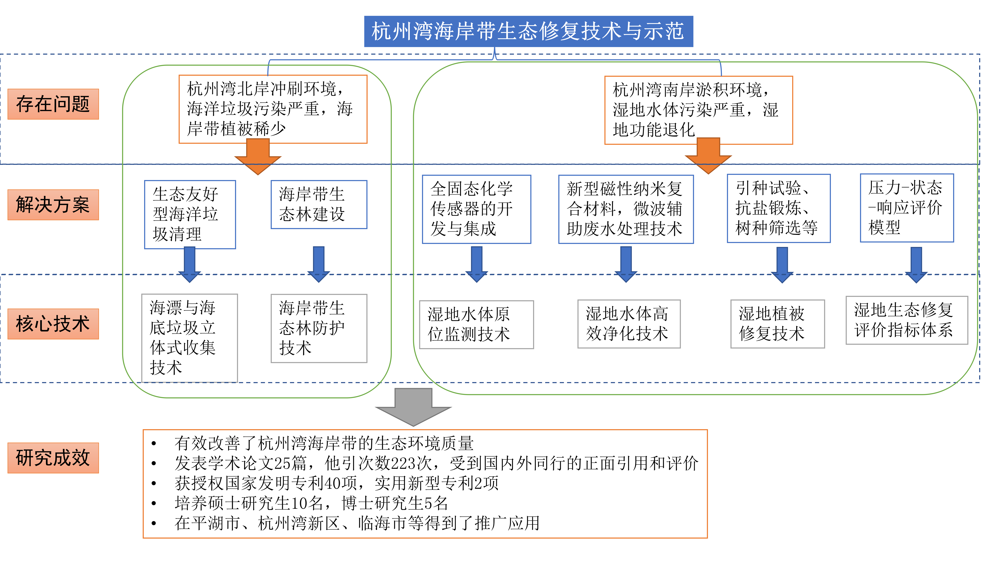 杭州湾海岸带生态修复技术与示范
存在问题
杭州湾北岸冲刷环境，
海洋垃圾污染严重，海
岸带植被稀少
杭州湾南岸淤积环境，
湿地水体污染严重，湿
地功能退化
解决方案
生态友好
型海洋垃
圾清理
海岸带生
态林建设
全固态化学
传感器的开
发与集成
新型磁性纳米复
合材料，微波辅
助废水处理技术
引种试验、
抗盐锻炼、
树种筛选等
压力-状态
-响应评价
模型
核心技术
海漂与海
底垃圾立
体式收集
技术
海岸带生
态林防护
技术
湿地水体原
位监测技术
湿地水体高
效净化技术
湿地植被
修复技术
湿地生态修复
评价指标体系
研究成效
• 有效改善了杭州湾海岸带的生态环境质量
• 发表学术论文25篇，他引次数223次，受到国内外同行的正面引用和评价
• 获授权国家发明专利40项，实用新型专利2项
• 培养硕士研究生10名，博士研究生5名
• 在平湖市、杭州湾新区、临海市等得到了推广应用